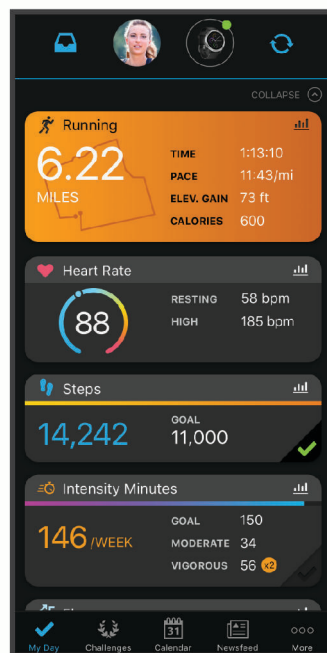 COLLAPSE
Running
6.22
MILES
TIME 1:13:10
PACE 11:43/mi
ELEV. GAIN 73 ft
CALORIES 600
Heart Rate
88
RESTING 58 bpm
HIGH 185 bpm
Steps
14,242
GOAL
11,000
Intensity Minutes
146 /WEEK
GOAL 150
MODERATE 34
VIGOROUS 56 x2
31
My Day Challenges Calendar Newsfeed More